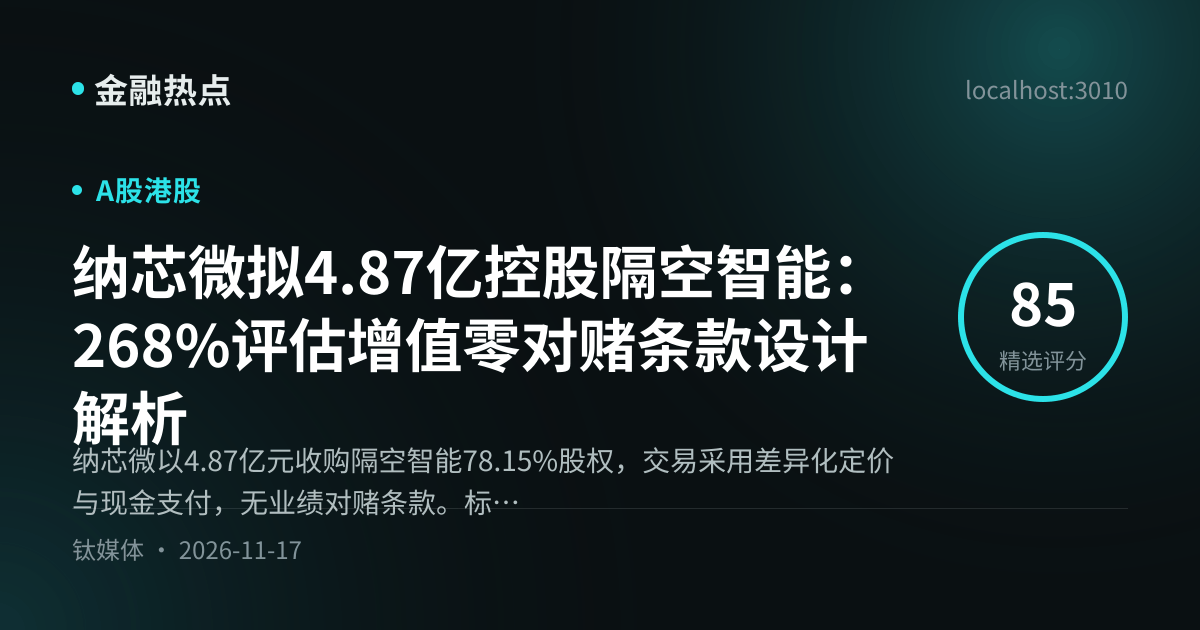 金融热点
localhost:3010
A股港股
纳芯微拟4.87亿控股隔空智能：
268%评估增值零对赌条款设计
解析
85
精选评分
纳芯微以4.87亿元收购隔空智能78.15%股权，交易采用差异化定价
与现金支付，无业绩对赌条款。标…
钛媒体 · 2026-11-17